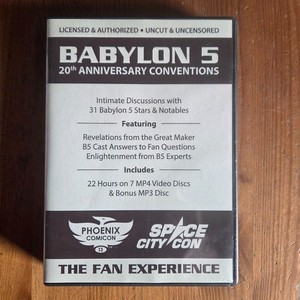 LICENSED & AUTHORIZED • UNCUT & UNCENSORED
BABYLON 5
20th ANNIVERSARY CONVENTIONS
Intimate Discussions with
31 Babylon 5 Stars & Notables
Featuring
Revelations from the Great Maker
B5 Cast Answers to Fan Questions
Enlightenment from B5 Experts
Includes
22 Hours on 7 MP4 Video Discs
& Bonus MP3 Disc
PHOENIX
COMICON
13
SPACE
CITY CON
THE FAN EXPERIENCE